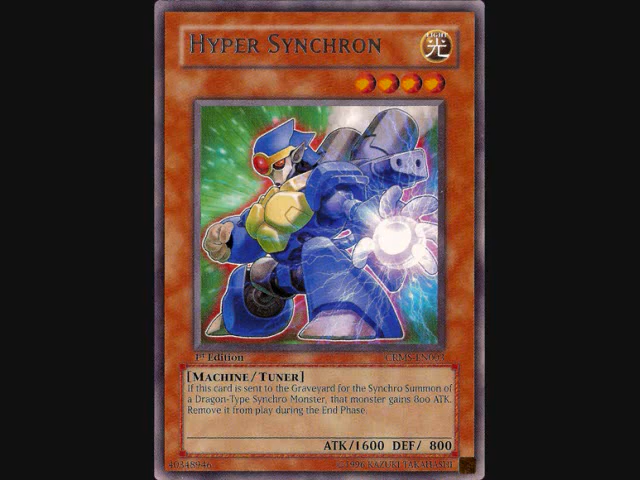 HYPER SYNCHRON
LIGHT
光
1st Edition
CRMS-EN003
[MACHINE/TUNER]
If this card is sent to the Graveyard for the Synchro Summon of
a Dragon-Type Synchro Monster, that monster gains 800 ATK.
Remove it from play during the End Phase.
ATK/1600 DEF/ 800
40348946
©1996 KAZUKI TAKAHASHI